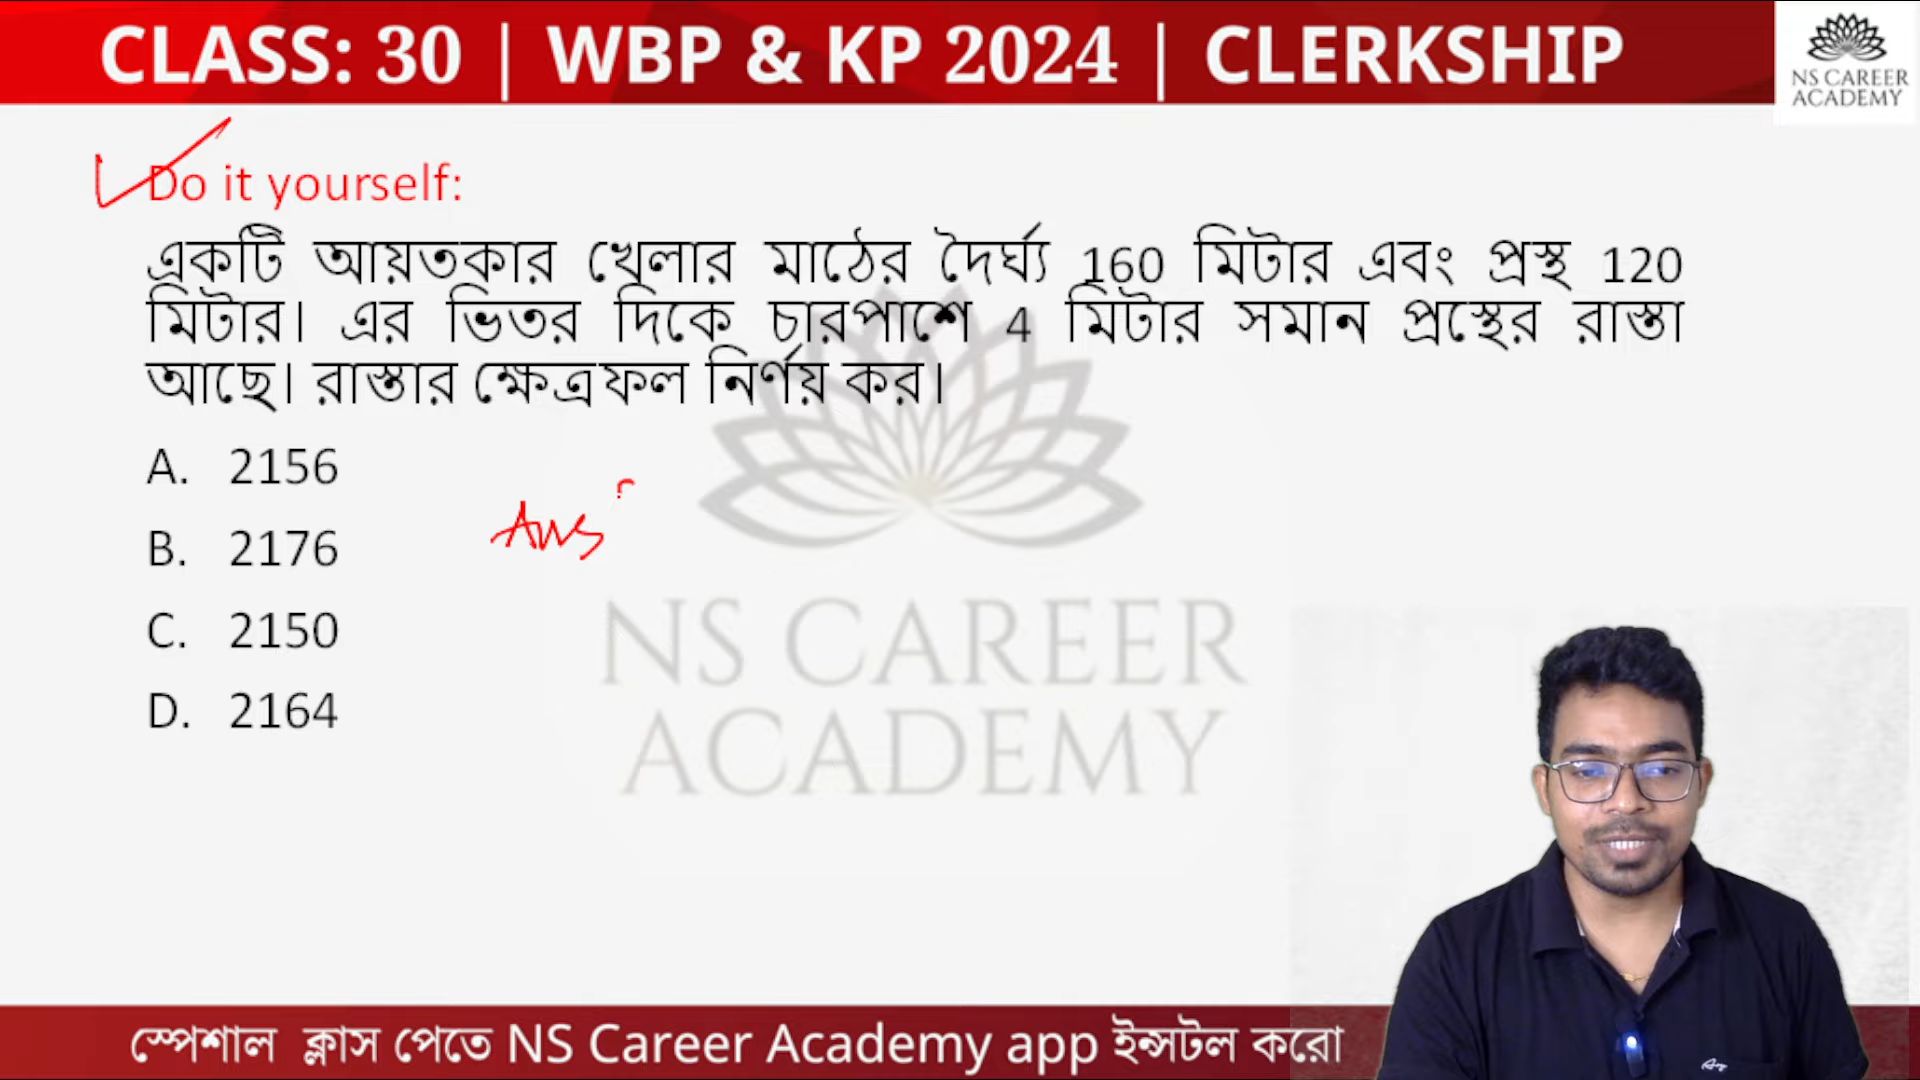 CLASS: 30 | WBP & KP 2024 | CLERKSHIP
NS CAREER
ACADEMY
Do it yourself:
একটি আয়তকার খেলার মাঠের দৈর্ঘ্য 160 মিটার এবং প্রস্থ 120
মিটার। এর ভিতর দিকে চারপাশে 4 মিটার সমান প্রস্থের রাস্তা
আছে। রাস্তার ক্ষেত্রফল নির্ণয় কর।
A. 2156
B. 2176
C. 2150
D. 2164
Ans
NS CAREER
ACADEMY
স্পেশাল ক্লাস পেতে NS Career Academy app ইন্সটল করো